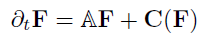 ∂ₜ𝐅 = 𝔸𝐅 + 𝐂(𝐅)